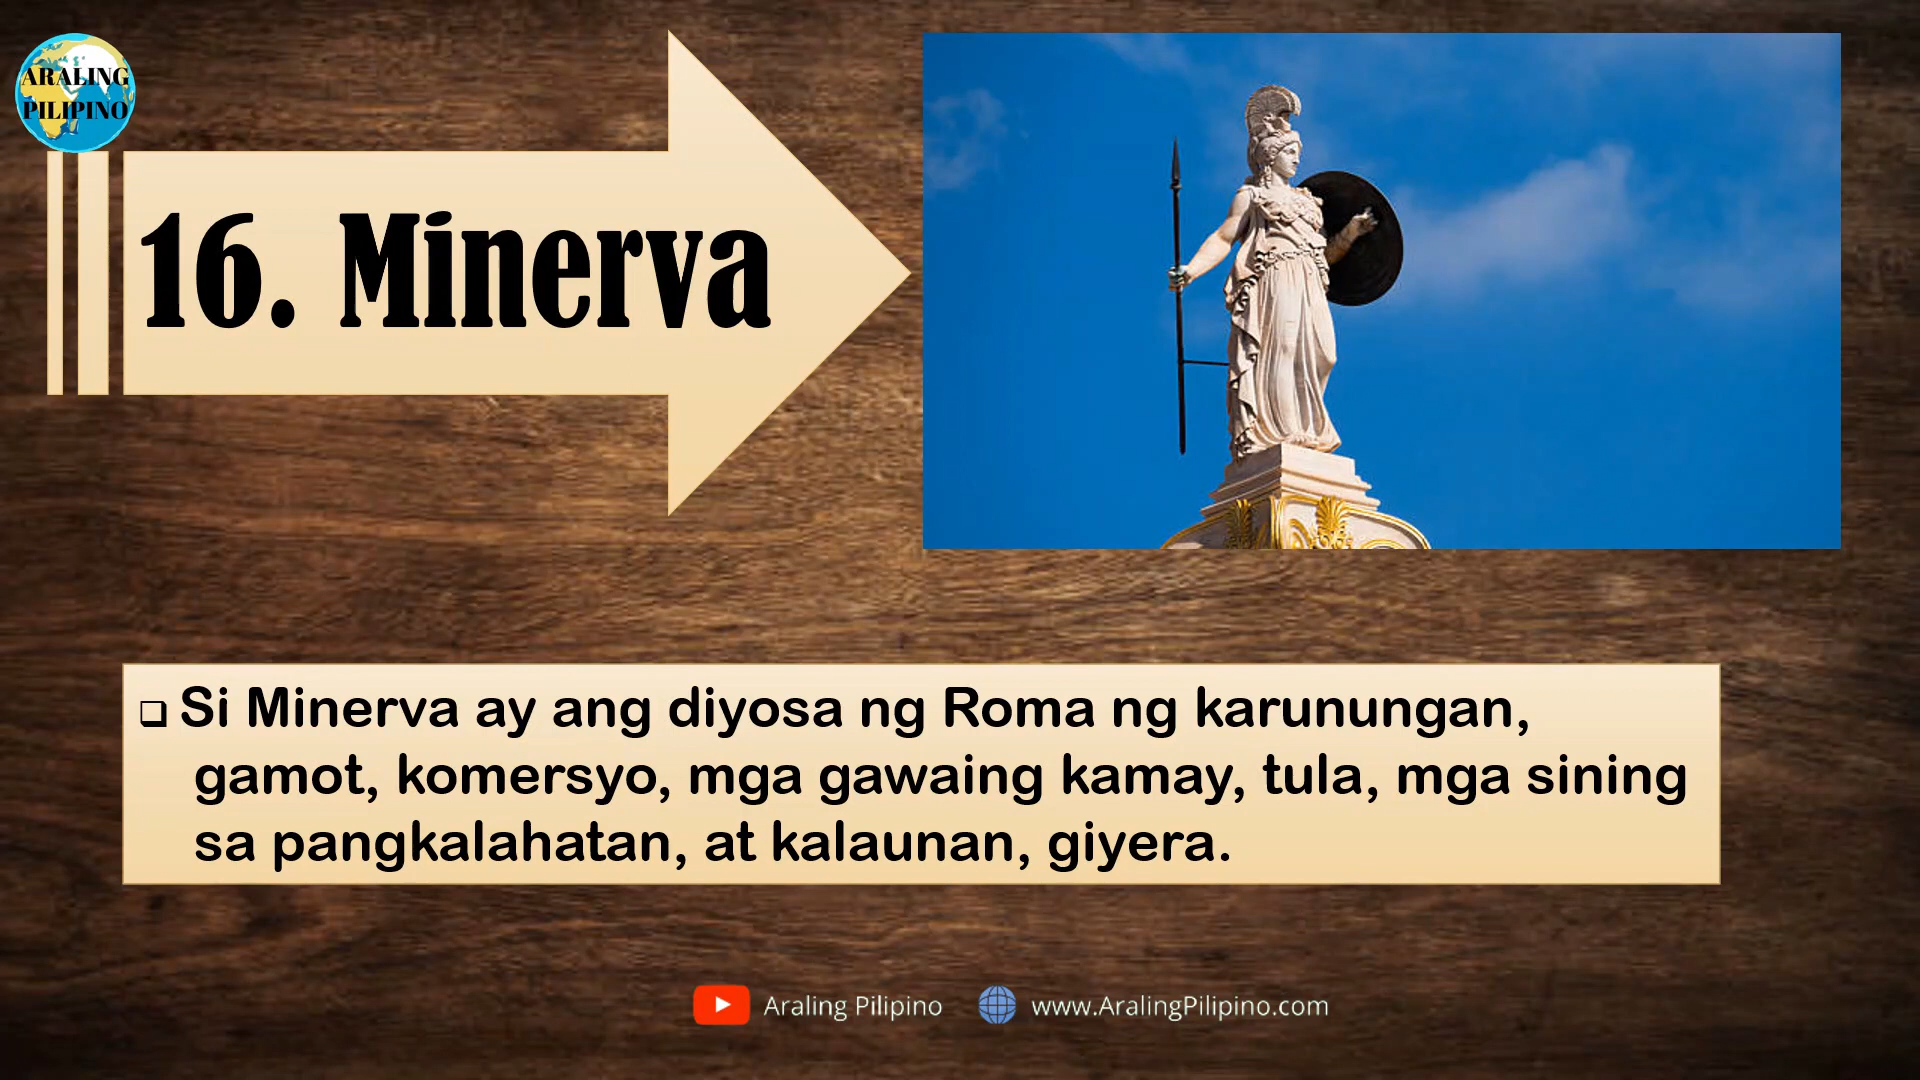 ARALING
PILIPINO
16. Minerva
Si Minerva ay ang diyosa ng Roma ng karunungan,
gamot, komersyo, mga gawaing kamay, tula, mga sining
sa pangkalahatan, at kalaunan, giyera.
Araling Pilipino www.AralingPilipino.com